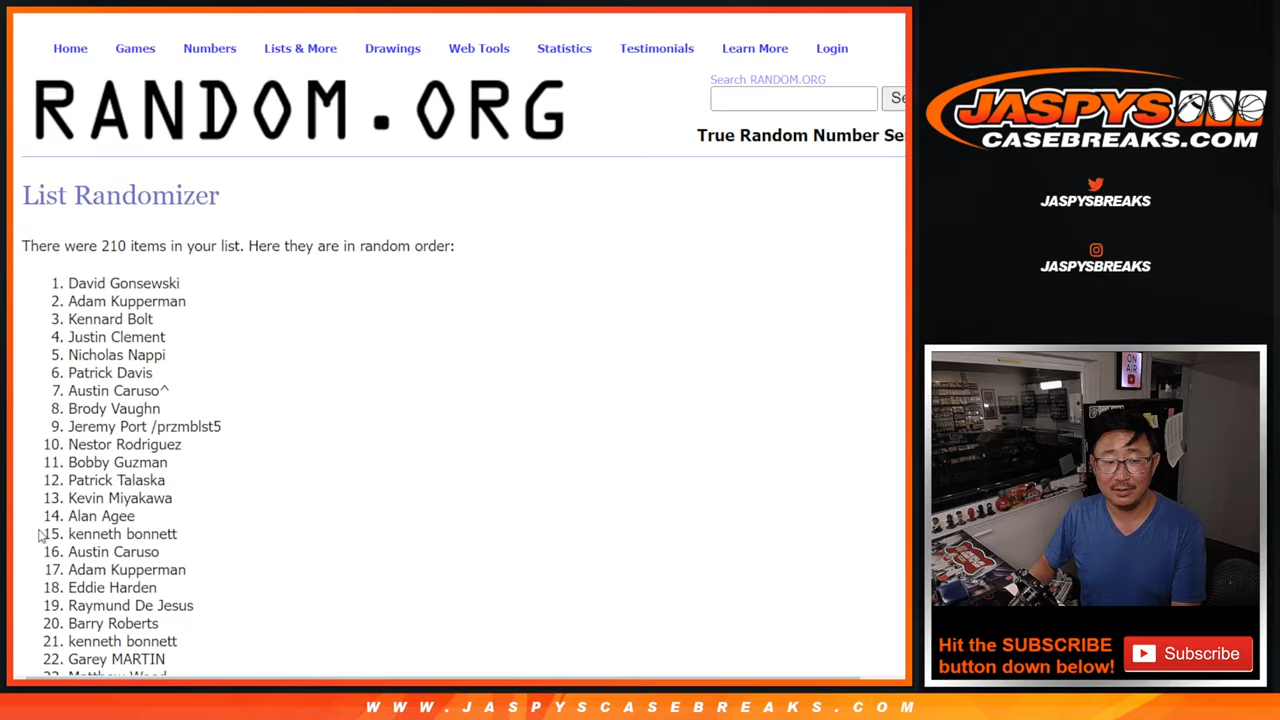 Home Games Numbers Lists & More Drawings Web Tools Statistics Testimonials Learn More Login
RANDOM.ORG
Search RANDOM.ORG
Se
True Random Number Se
List Randomizer
There were 210 items in your list. Here they are in random order:
1. David Gonsewski
2. Adam Kupperman
3. Kennard Bolt
4. Justin Clement
5. Nicholas Nappi
6. Patrick Davis
7. Austin Caruso^
8. Brody Vaughn
9. Jeremy Port /przmblst5
10. Nestor Rodriguez
11. Bobby Guzman
12. Patrick Talaska
13. Kevin Miyakawa
14. Alan Agee
15. kenneth bonnett
16. Austin Caruso
17. Adam Kupperman
18. Eddie Harden
19. Raymund De Jesus
20. Barry Roberts
21. kenneth bonnett
22. Garey MARTIN
JASPYS
CASEBREAKS.COM
JASPYSBREAKS
JASPYSBREAKS
ON
AIR
Hit the SUBSCRIBE
button down below!
Subscribe
WWW.JASPYSCASEBREAKS.COM